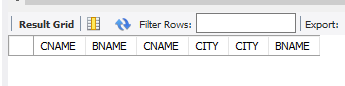 Result Grid Filter Rows: Export:
CNAME BNAME CNAME CITY CITY BNAME